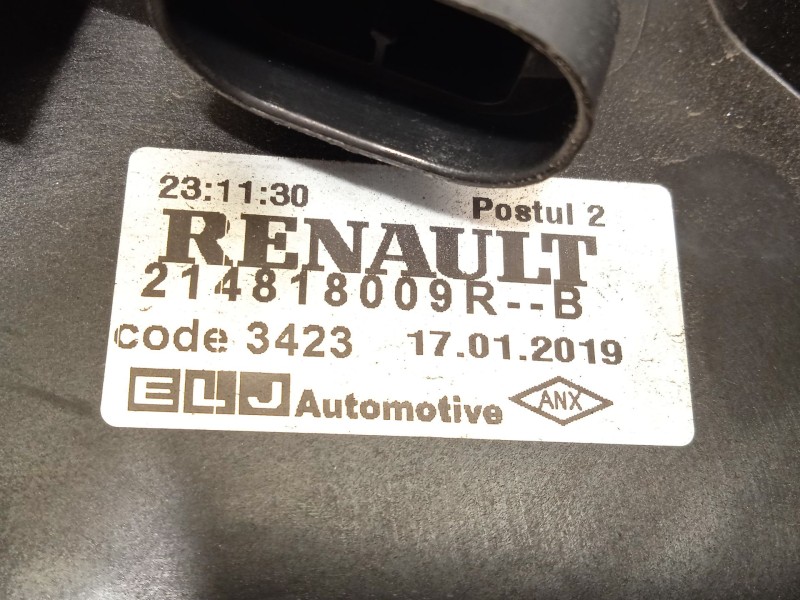 23:11:30 Postul 2
RENAULT
214818009R--B
code 3423 17.01.2019
ELJ Automotive ANX